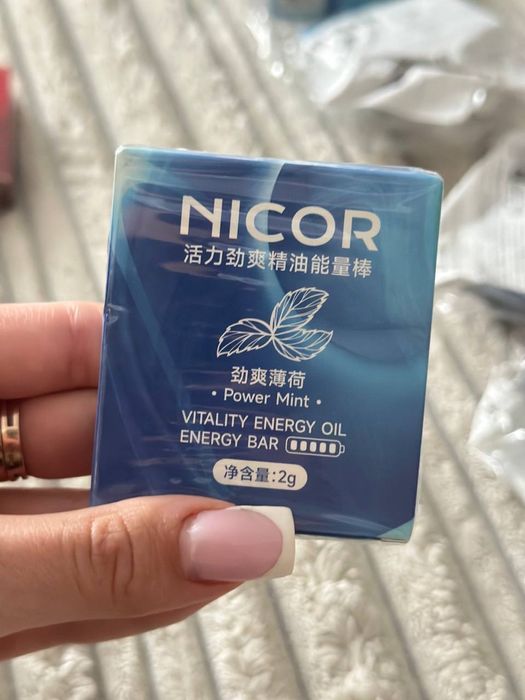 NICOR
活力劲爽精油能量棒
劲爽薄荷
• Power Mint •
VITALITY ENERGY OIL
ENERGY BAR
净含量:2g